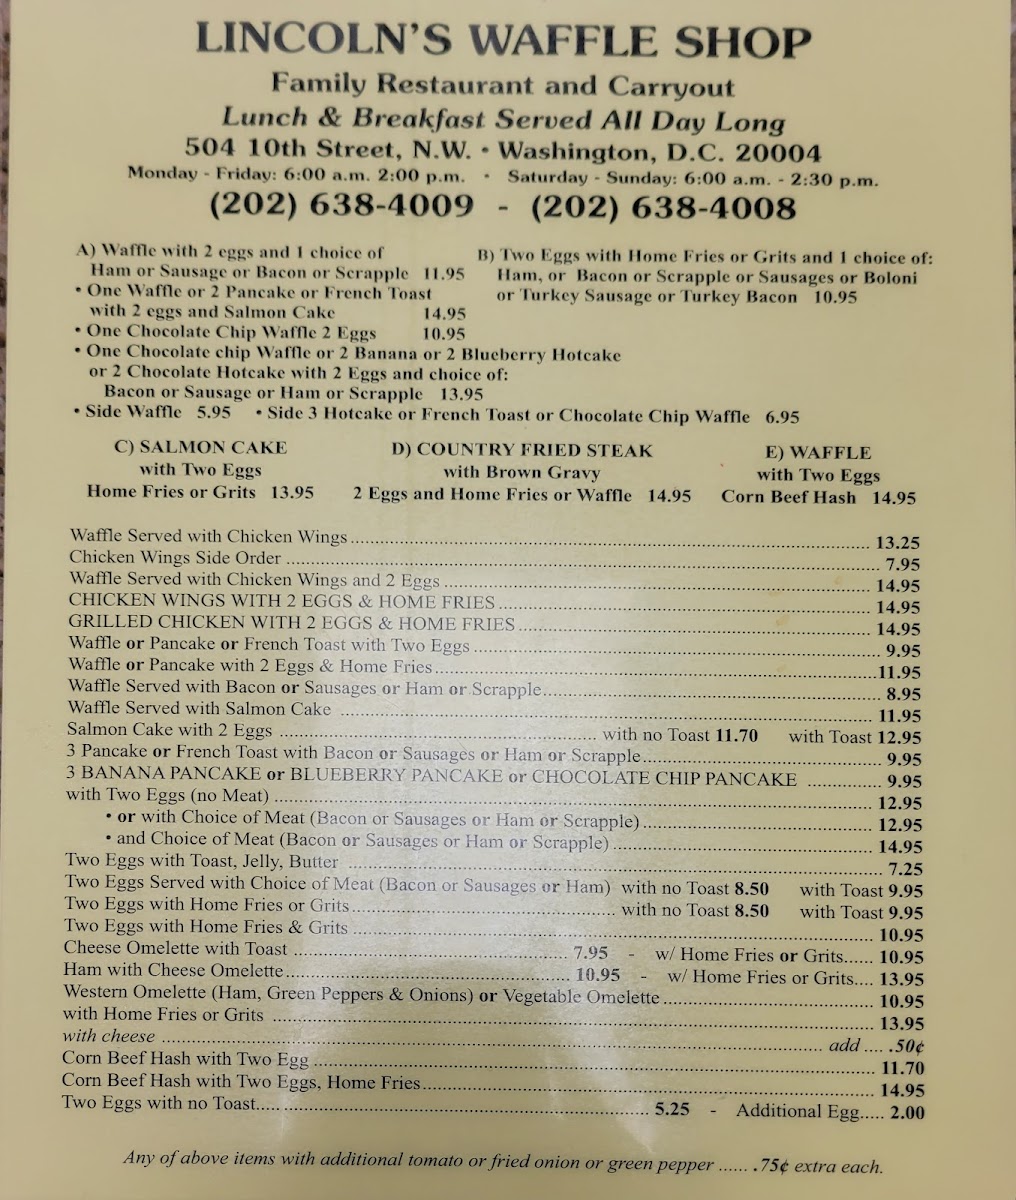 LINCOLN'S WAFFLE SHOP
Family Restaurant and Carryout
Lunch & Breakfast Served All Day Long
504 10th Street, N.W. • Washington, D.C. 20004
Monday - Friday: 6:00 a.m. 2:00 p.m. • Saturday - Sunday: 6:00 a.m. - 2:30 p.m.
(202) 638-4009 - (202) 638-4008
A) Waffle with 2 eggs and 1 choice of
Ham or Sausage or Bacon or Scrapple 11.95
• One Waffle or 2 Pancake or French Toast
with 2 eggs and Salmon Cake 14.95
• One Chocolate Chip Waffle 2 Eggs 10.95
• One Chocolate chip Waffle or 2 Banana or 2 Blueberry Hotcake
or 2 Chocolate Hotcake with 2 Eggs and choice of:
Bacon or Sausage or Ham or Scrapple 13.95
• Side Waffle 5.95 • Side 3 Hotcake or French Toast or Chocolate Chip Waffle 6.95
B) Two Eggs with Home Fries or Grits and 1 choice of:
Ham, or Bacon or Scrapple or Sausages or Boloni
or Turkey Sausage or Turkey Bacon 10.95
C) SALMON CAKE
with Two Eggs
Home Fries or Grits 13.95
D) COUNTRY FRIED STEAK
with Brown Gravy
2 Eggs and Home Fries or Waffle 14.95
E) WAFFLE
with Two Eggs
Corn Beef Hash 14.95
Waffle Served with Chicken Wings ... 13.25
Chicken Wings Side Order ... 7.95
Waffle Served with Chicken Wings and 2 Eggs ... 14.95
CHICKEN WINGS WITH 2 EGGS & HOME FRIES ... 14.95
GRILLED CHICKEN WITH 2 EGGS & HOME FRIES ... 14.95
Waffle or Pancake or French Toast with Two Eggs ... 9.95
Waffle or Pancake with 2 Eggs & Home Fries ... 11.95
Waffle Served with Bacon or Sausages or Ham or Scrapple ... 8.95
Waffle Served with Salmon Cake ... 11.95
Salmon Cake with 2 Eggs ... with no Toast 11.70 with Toast 12.95
3 Pancake or French Toast with Bacon or Sausages or Ham or Scrapple ... 9.95
3 BANANA PANCAKE or BLUEBERRY PANCAKE or CHOCOLATE CHIP PANCAKE ... 9.95
with Two Eggs (no Meat) ... 12.95
• or with Choice of Meat (Bacon or Sausages or Ham or Scrapple) ... 12.95
• and Choice of Meat (Bacon or Sausages or Ham or Scrapple) ... 14.95
Two Eggs with Toast, Jelly, Butter ... 7.25
Two Eggs Served with Choice of Meat (Bacon or Sausages or Ham) with no Toast 8.50 with Toast 9.95
Two Eggs with Home Fries or Grits ... with no Toast 8.50 with Toast 9.95
Two Eggs with Home Fries & Grits ... 10.95
Cheese Omelette with Toast ... 7.95 - w/ Home Fries or Grits...... 10.95
Ham with Cheese Omelette ... 10.95 - w/ Home Fries or Grits.... 13.95
Western Omelette (Ham, Green Peppers & Onions) or Vegetable Omelette ... 10.95
with Home Fries or Grits ... 13.95
with cheese ... add .... .50¢
Corn Beef Hash with Two Egg ... 11.70
Corn Beef Hash with Two Eggs, Home Fries ... 14.95
Two Eggs with no Toast..... ... 5.25 - Additional Egg..... 2.00
Any of above items with additional tomato or fried onion or green pepper ...... .75¢ extra each.